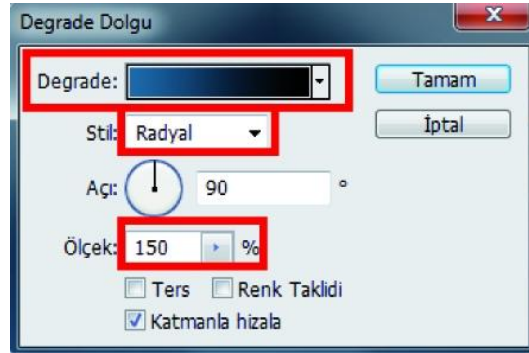 Degrade Dolgu
Degrade:
Tamam
Stil: Radyal
İptal
Açı: 90 °
Ölçek: 150 %
Ters Renk Taklidi
Katmanla hizala